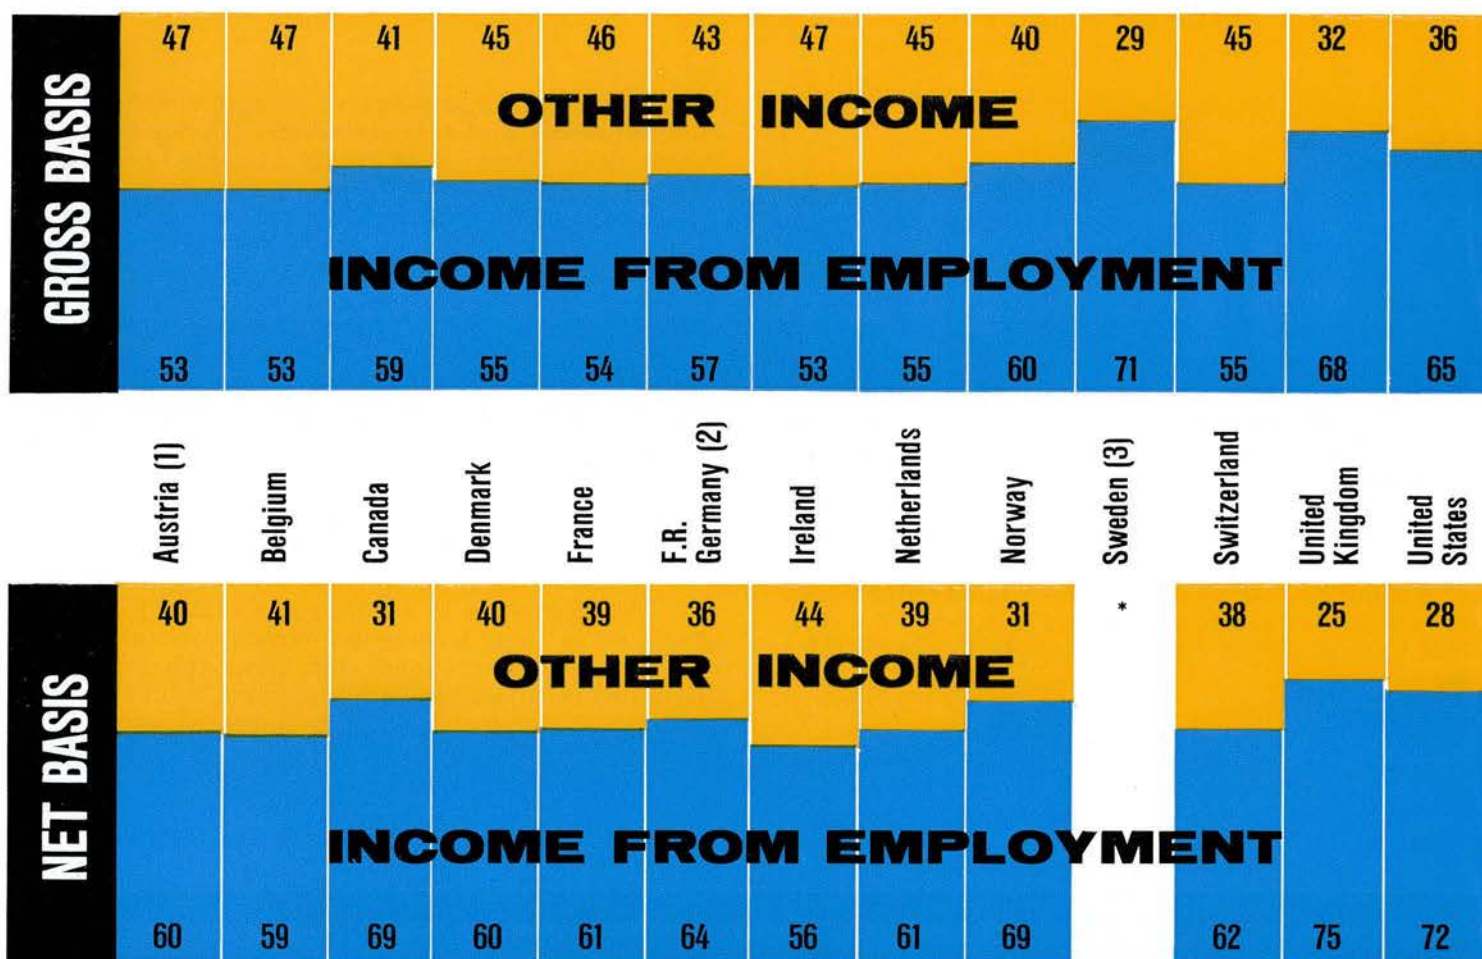 GROSS BASIS
47 47 41 45 46 43 47 45 40 29 45 32 36
OTHER INCOME
INCOME FROM EMPLOYMENT
53 53 59 55 54 57 53 55 60 71 55 68 65
Austria (1)
Belgium
Canada
Denmark
France
F.R.
Germany (2)
Ireland
Netherlands
Norway
Sweden (3)
Switzerland
United
Kingdom
United
States
NET BASIS
40 41 31 40 39 36 44 39 31 * 38 25 28
OTHER INCOME
INCOME FROM EMPLOYMENT
60 59 69 60 61 64 56 61 69 62 75 72